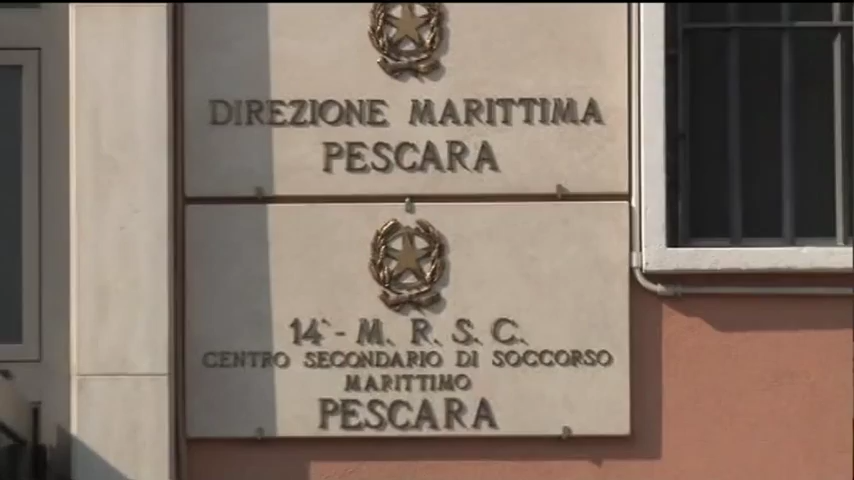 DIREZIONE MARITTIMA
PESCARA
14ª - M. R. S. C.
CENTRO SECONDARIO DI SOCCORSO
MARITTIMO
PESCARA